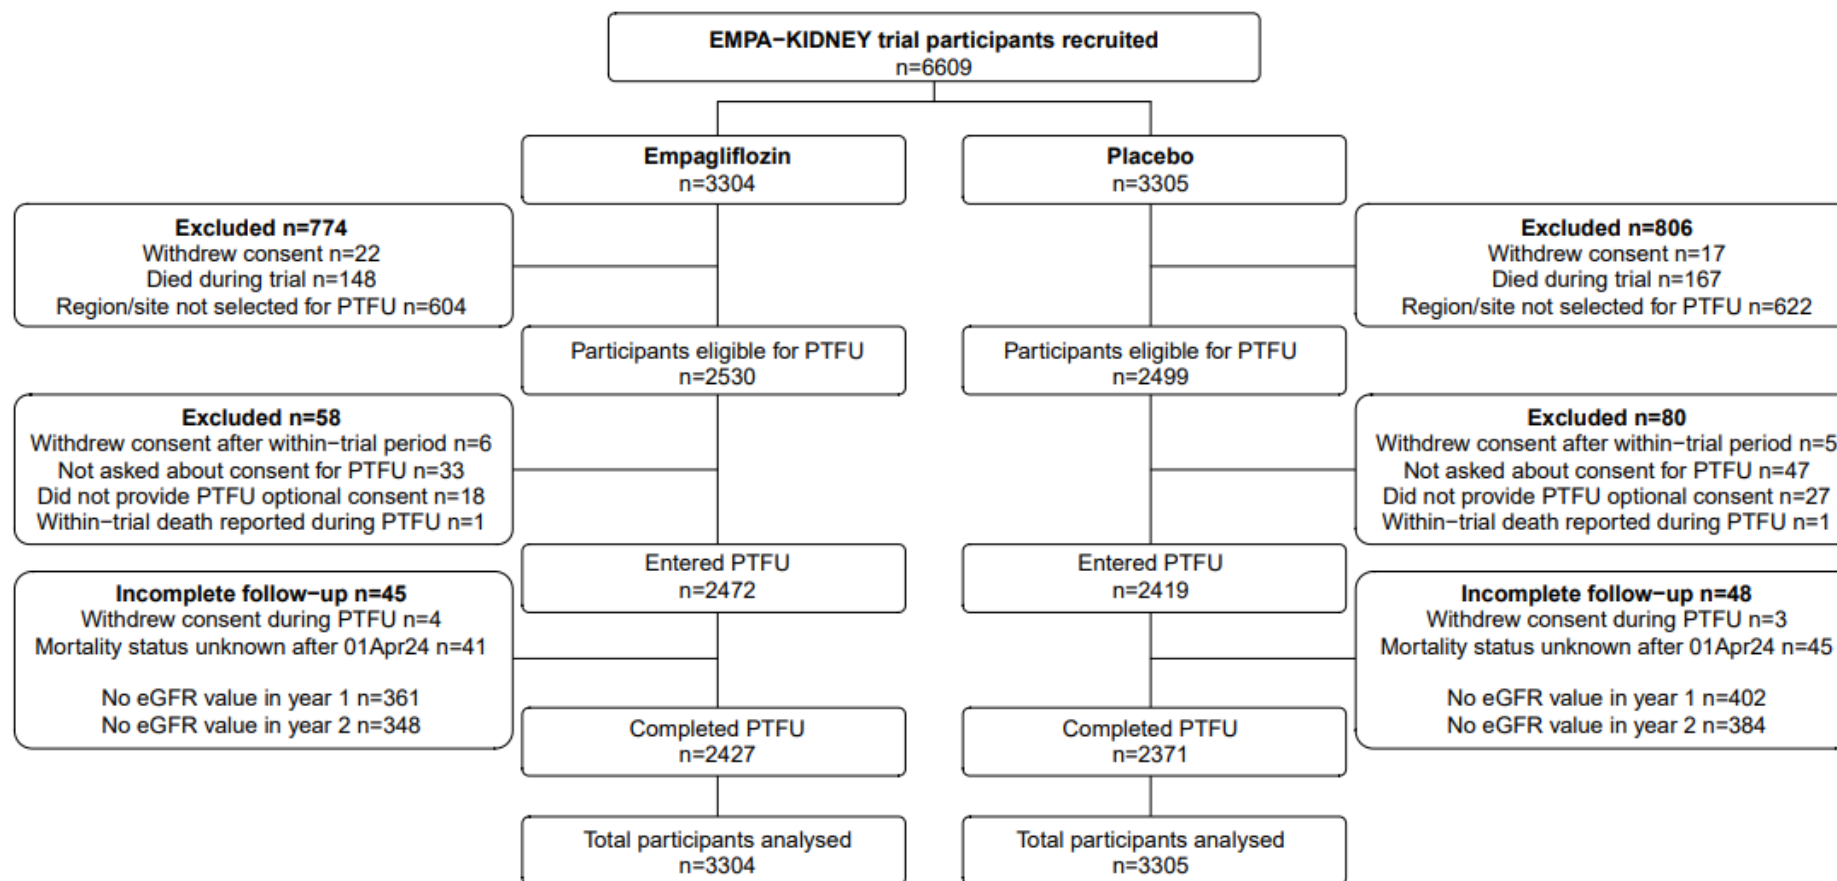 EMPA−KIDNEY trial participants recruited
n=6609
Empagliflozin
n=3304
Placebo
n=3305
Excluded n=774
Withdrew consent n=22
Died during trial n=148
Region/site not selected for PTFU n=604
Excluded n=806
Withdrew consent n=17
Died during trial n=167
Region/site not selected for PTFU n=622
Participants eligible for PTFU
n=2530
Participants eligible for PTFU
n=2499
Excluded n=58
Withdrew consent after within−trial period n=6
Not asked about consent for PTFU n=33
Did not provide PTFU optional consent n=18
Within−trial death reported during PTFU n=1
Excluded n=80
Withdrew consent after within−trial period n=5
Not asked about consent for PTFU n=47
Did not provide PTFU optional consent n=27
Within−trial death reported during PTFU n=1
Entered PTFU
n=2472
Entered PTFU
n=2419
Incomplete follow−up n=45
Withdrew consent during PTFU n=4
Mortality status unknown after 01Apr24 n=41
No eGFR value in year 1 n=361
No eGFR value in year 2 n=348
Incomplete follow−up n=48
Withdrew consent during PTFU n=3
Mortality status unknown after 01Apr24 n=45
No eGFR value in year 1 n=402
No eGFR value in year 2 n=384
Completed PTFU
n=2427
Completed PTFU
n=2371
Total participants analysed
n=3304
Total participants analysed
n=3305